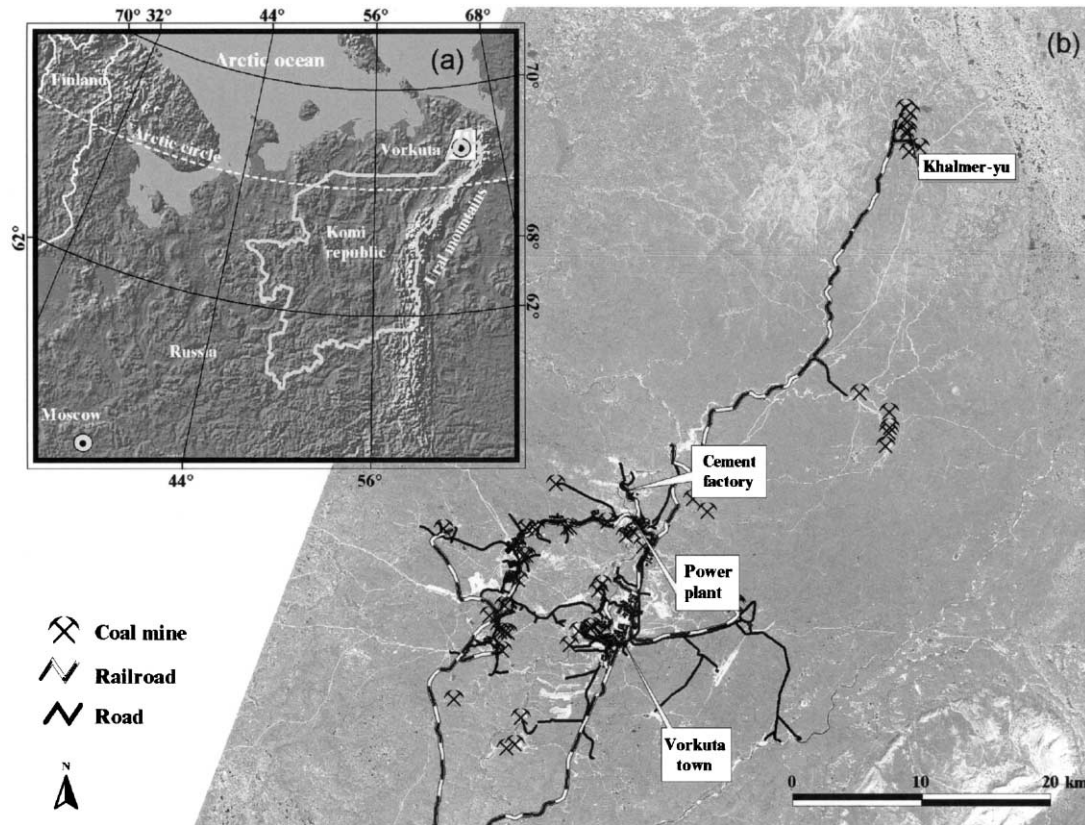 70° 32° 44° 56° 68°
(a)
Arctic ocean
Finland
70°
Arctic circle
Vorkuta
62°
Komi
republic
Ural mountains
68°
62°
Russia
Moscow
44° 56°
(b)
Khalmer-yu
Cement
factory
Power
plant
Vorkuta
town
Coal mine
Railroad
Road
N
0 10 20 km